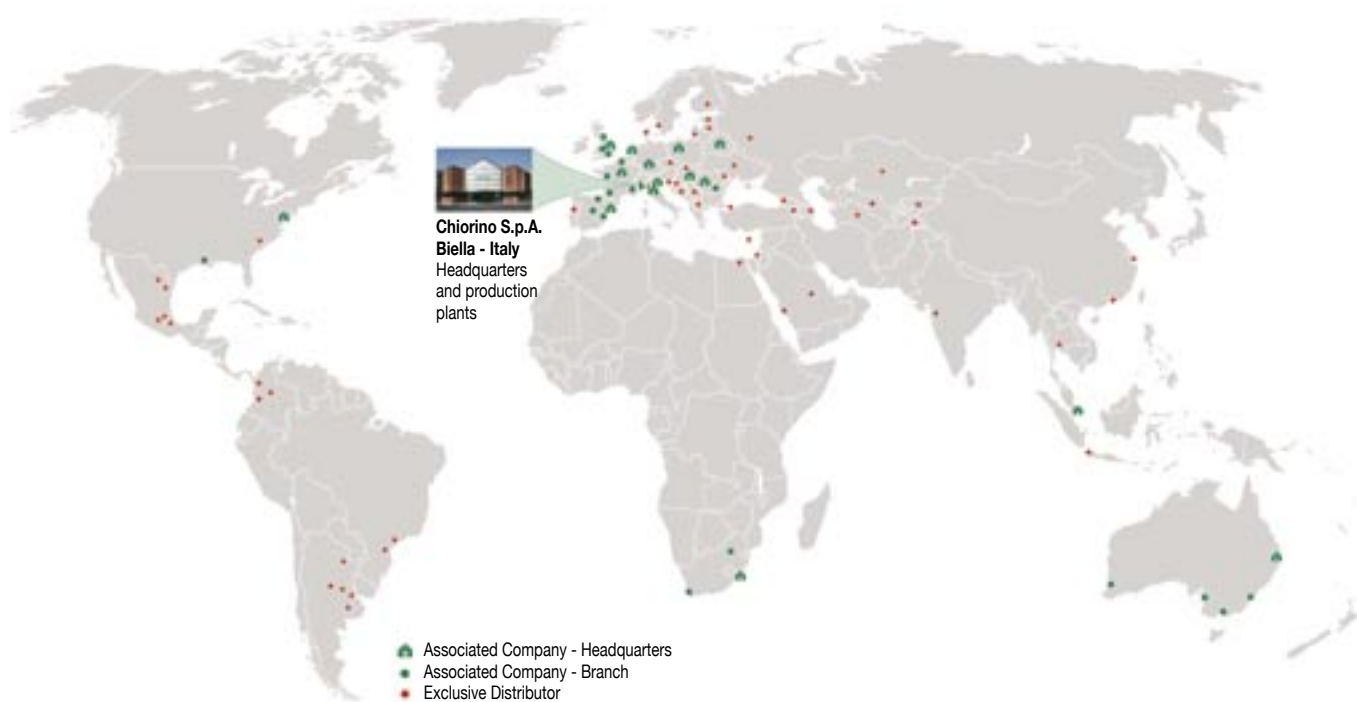 Chiorino S.p.A.
Biella - Italy
Headquarters
and production
plants
Associated Company - Headquarters
Associated Company - Branch
Exclusive Distributor